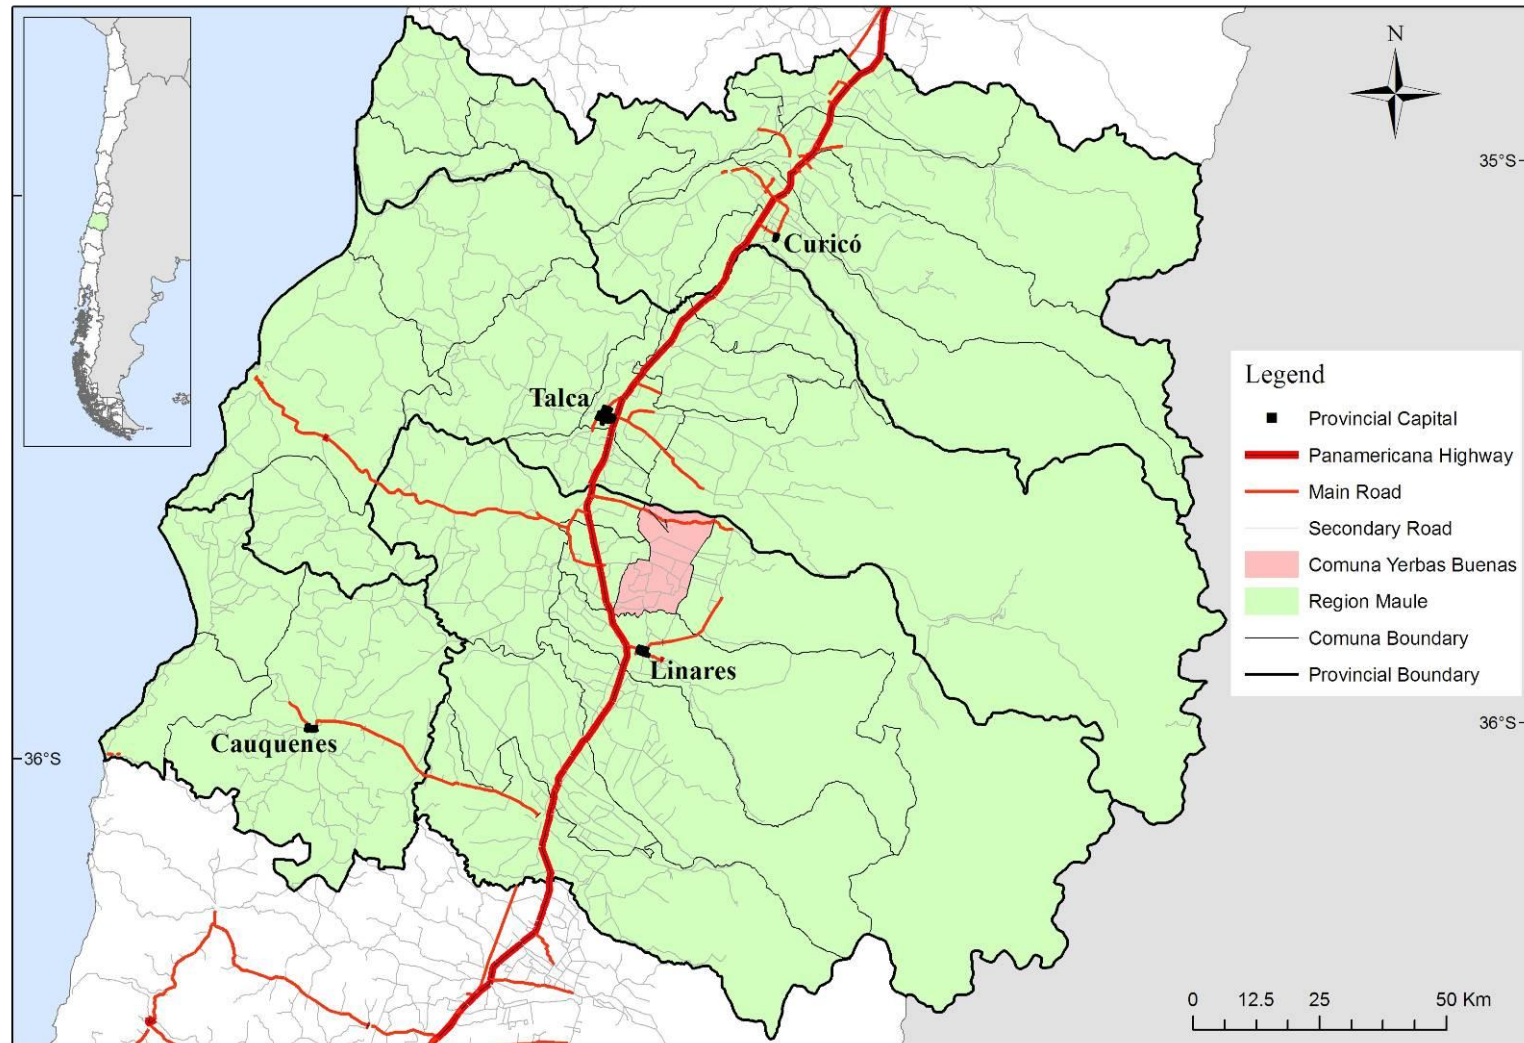 N
35°S
Curicó
Talca
Legend
Provincial Capital
Panamericana Highway
Main Road
Secondary Road
Comuna Yerbas Buenas
Region Maule
Comuna Boundary
Provincial Boundary
Linares
36°S
Cauquenes
36°S
0 12.5 25 50 Km